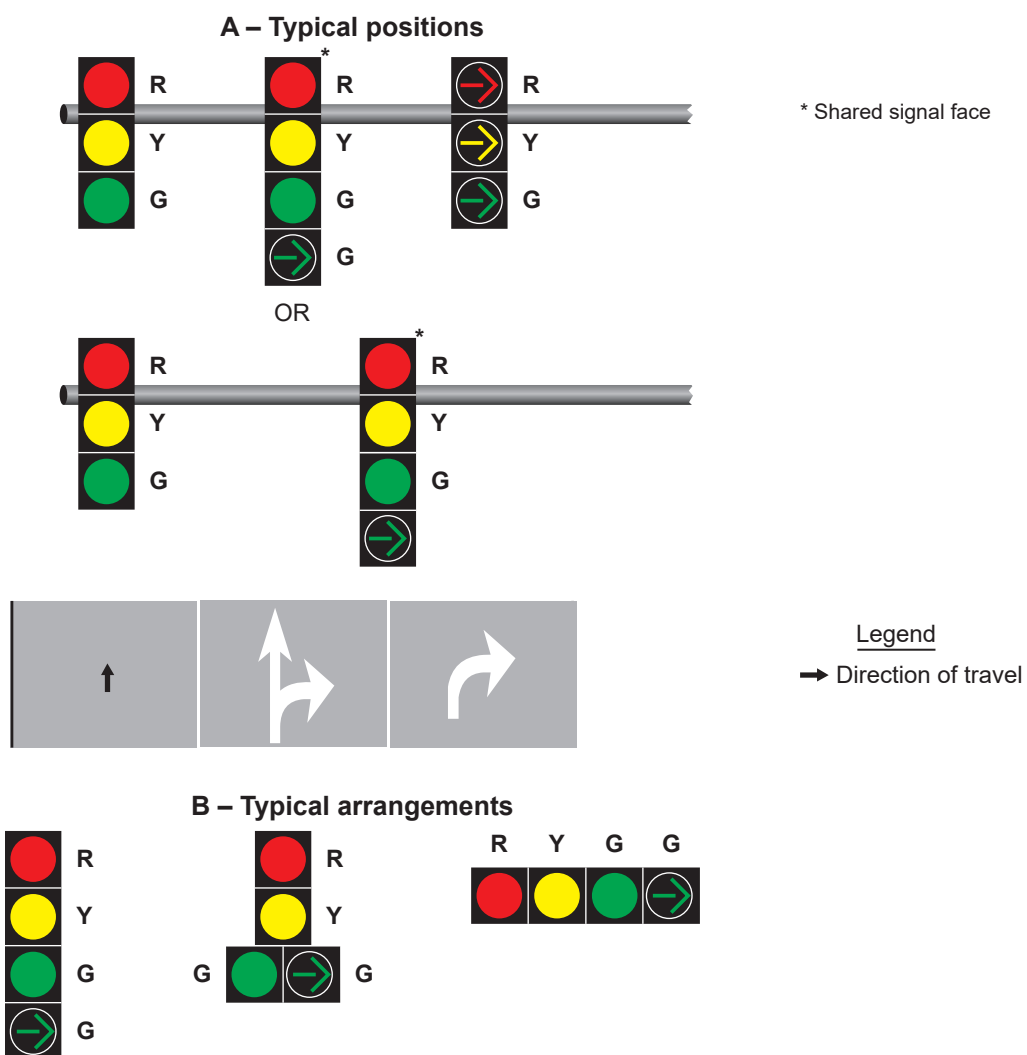 A – Typical positions
*
R R R
* Shared signal face
Y Y Y
G G G
G
OR
*
R R
Y Y
G G
Legend
Direction of travel
B – Typical arrangements
R Y G G
R R
Y Y
G G G
G